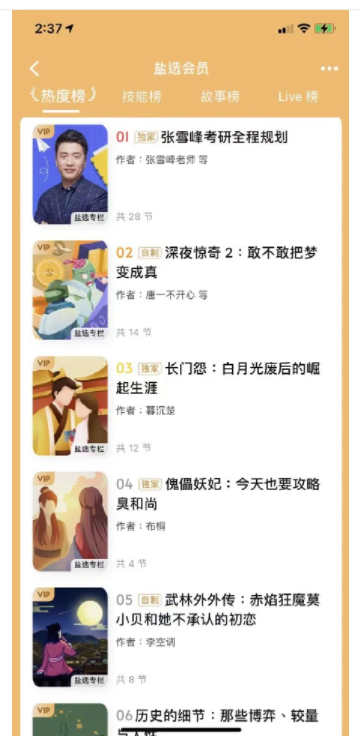 2:37
盐选会员
热度榜 技能榜 故事榜 Live 榜
VIP
01 独家 张雪峰考研全程规划
作者：张雪峰老师 等
盐选专栏
共 28 节
VIP
02 自制 深夜惊奇 2：敢不敢把梦
变成真
作者：唐一不开心 等
盐选专栏
共 14 节
VIP
03 独家 长门怨：白月光废后的崛
起生涯
作者：暮沉楚
盐选专栏
共 12 节
VIP
04 独家 傀儡妖妃：今天也要攻略
臭和尚
作者：布桐
盐选专栏
共 4 节
VIP
05 自制 武林外外传：赤焰狂魔莫
小贝和她不承认的初恋
作者：李空调
盐选专栏
共 8 节
VIP
06 历史的细节：那些博弈、较量